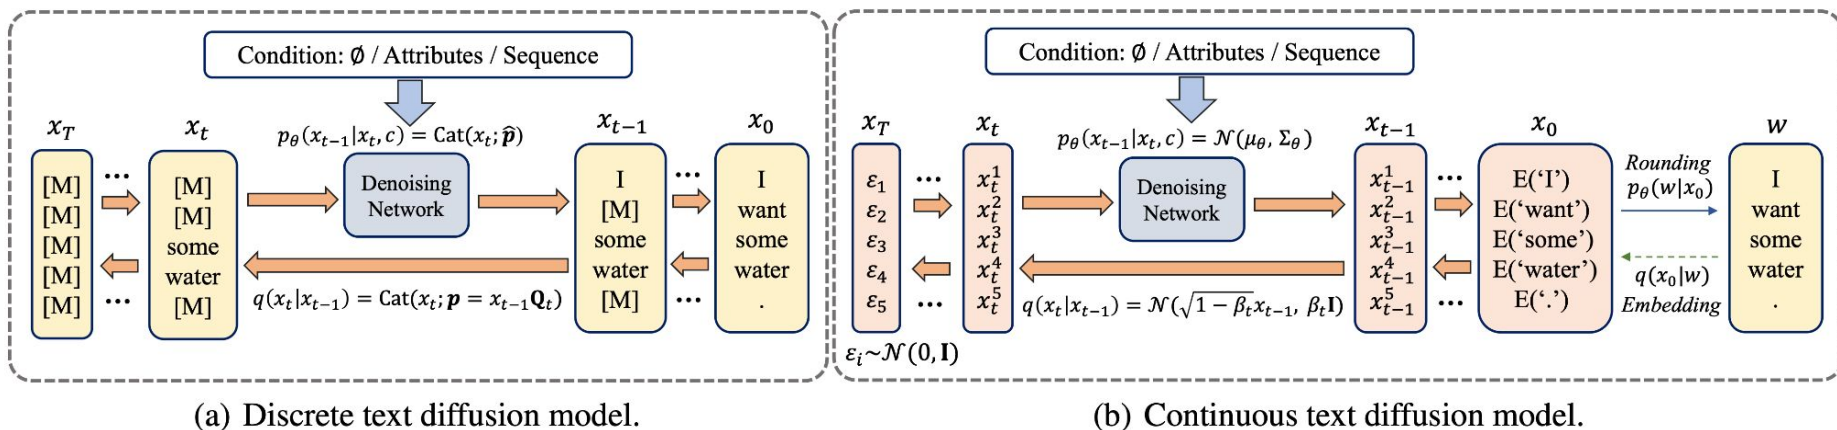 Condition: ∅ / Attributes / Sequence
x_T
x_t
p_θ(x_{t−1}|x_t, c) = Cat(x_t; p̂)
x_{t−1}
x_0
[M]
[M]
[M]
[M]
[M]
...
...
[M]
[M]
some
water
[M]
Denoising
Network
q(x_t|x_{t−1}) = Cat(x_t; p = x_{t−1}Q_t)
I
[M]
some
water
[M]
...
...
I
want
some
water
.
(a) Discrete text diffusion model.
Condition: ∅ / Attributes / Sequence
x_T
x_t
p_θ(x_{t−1}|x_t, c) = 𝒩(μ_θ, Σ_θ)
x_{t−1}
x_0
w
ε_1
ε_2
ε_3
ε_4
ε_5
ε_i~𝒩(0, I)
...
...
x_t^1
x_t^2
x_t^3
x_t^4
x_t^5
Denoising
Network
q(x_t|x_{t−1}) = 𝒩(√(1 − β_t)x_{t−1}, β_tI)
x_{t−1}^1
x_{t−1}^2
x_{t−1}^3
x_{t−1}^4
x_{t−1}^5
...
...
E(‘I’)
E(‘want’)
E(‘some’)
E(‘water’)
E(‘.’)
Rounding
p_θ(w|x_0)
q(x_0|w)
Embedding
I
want
some
water
.
(b) Continuous text diffusion model.